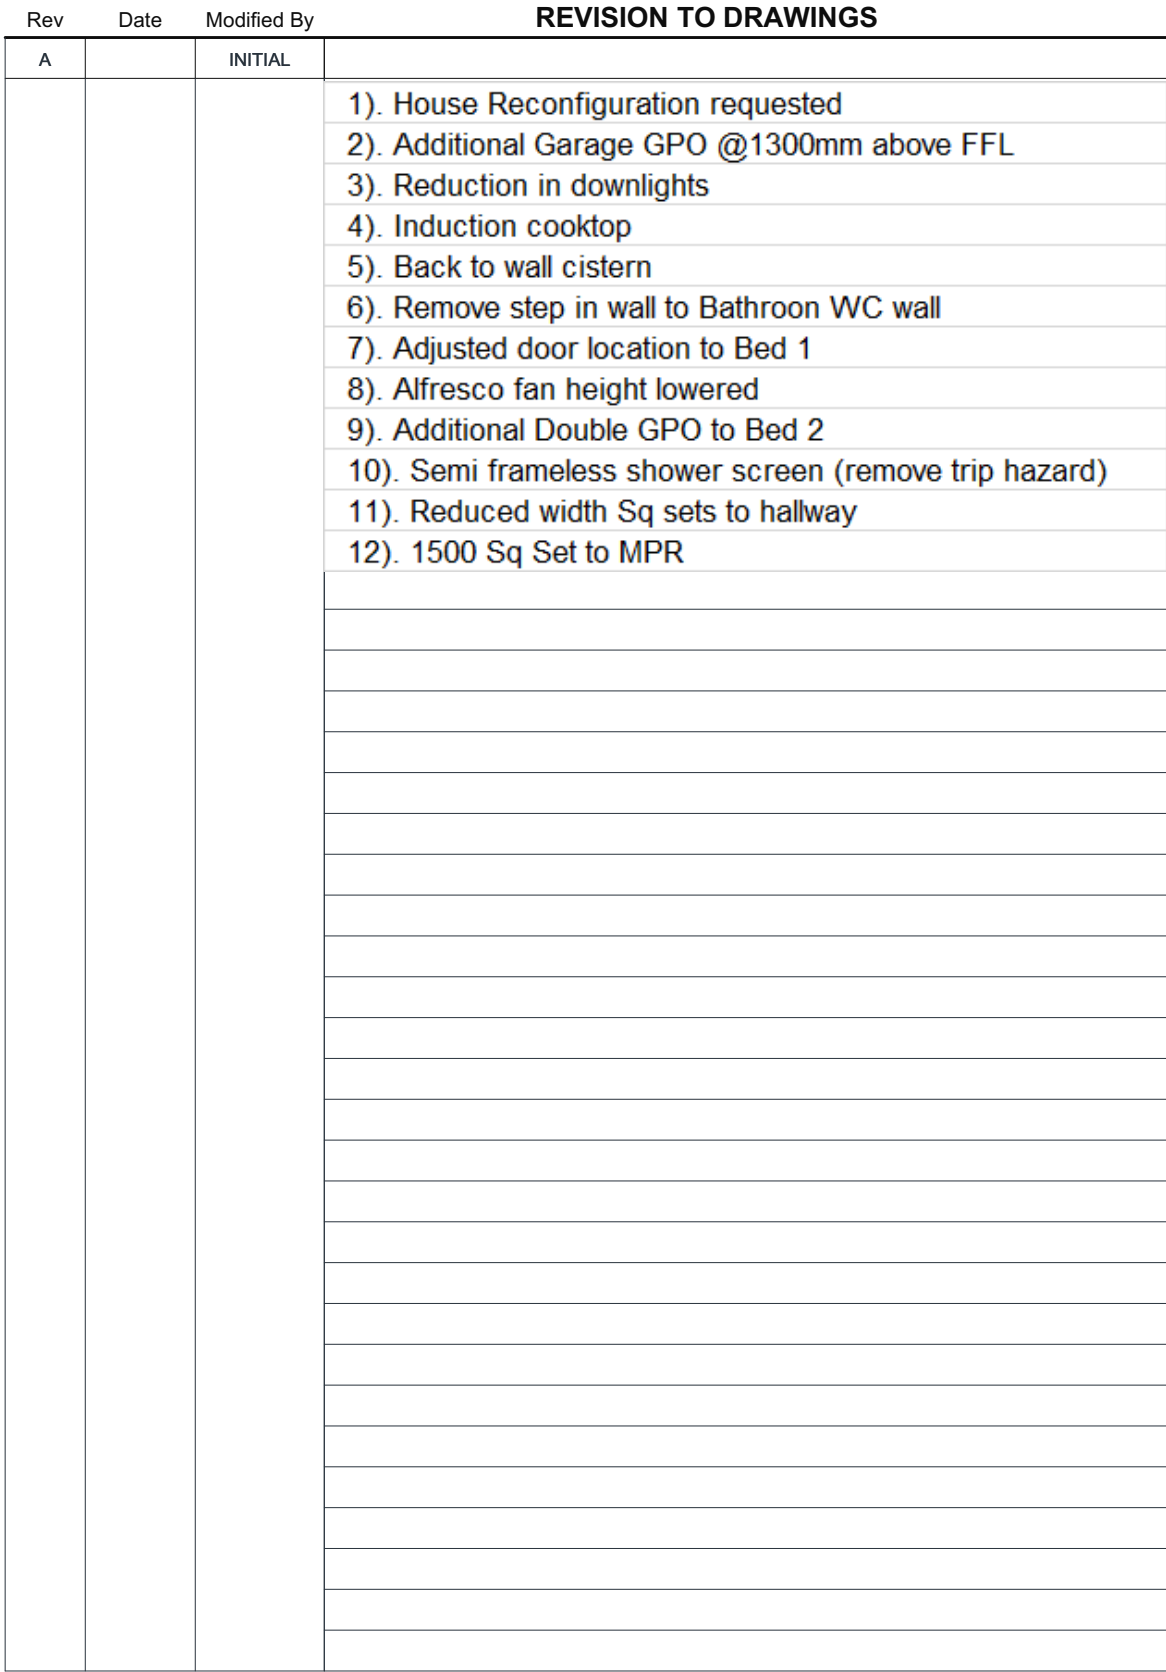 Rev Date Modified By REVISION TO DRAWINGS
A INITIAL
1). House Reconfiguration requested
2). Additional Garage GPO @1300mm above FFL
3). Reduction in downlights
4). Induction cooktop
5). Back to wall cistern
6). Remove step in wall to Bathroon WC wall
7). Adjusted door location to Bed 1
8). Alfresco fan height lowered
9). Additional Double GPO to Bed 2
10). Semi frameless shower screen (remove trip hazard)
11). Reduced width Sq sets to hallway
12). 1500 Sq Set to MPR